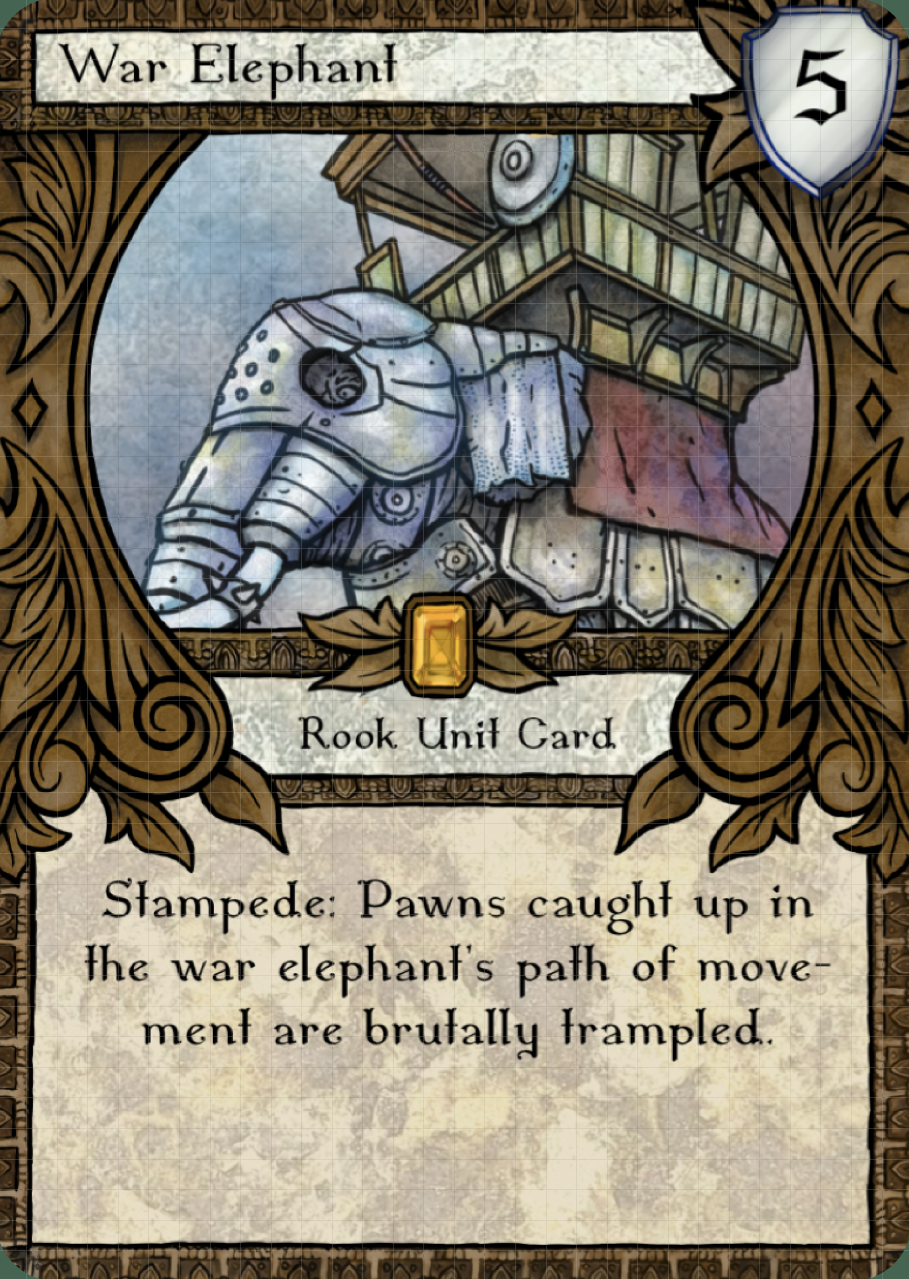 War Elephant
5
Rook Unit Card
Stampede: Pawns caught up in
the war elephant's path of move-
ment are brutally trampled.